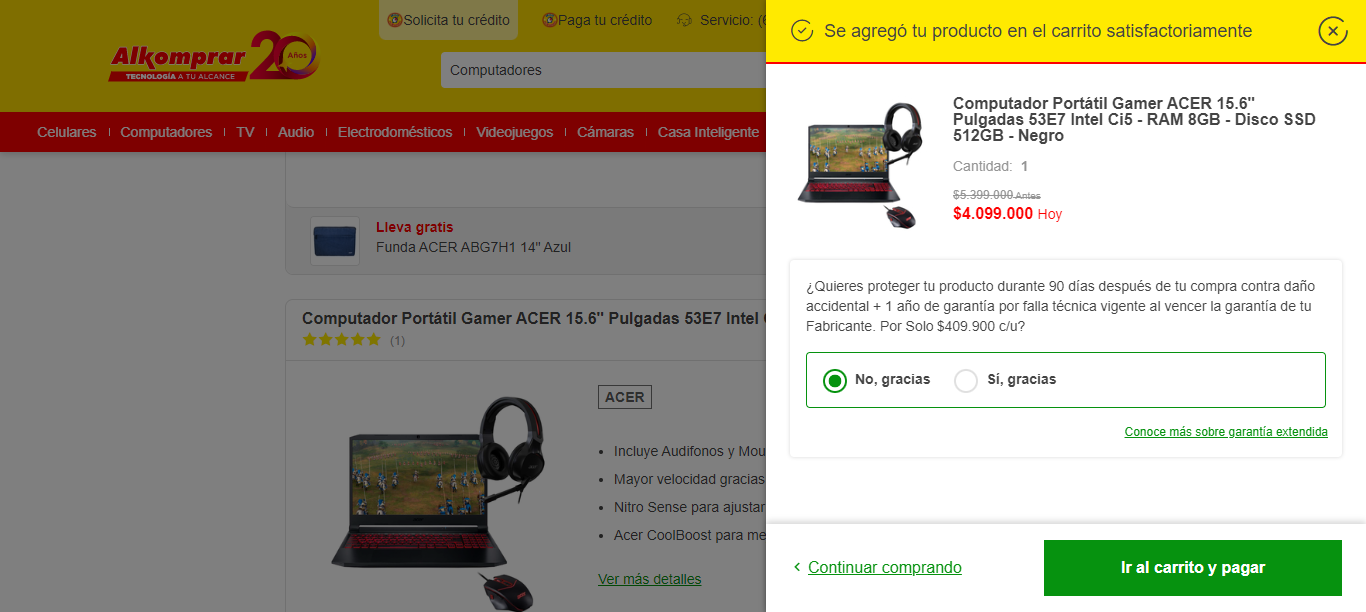 Solicita tu crédito
Paga tu crédito
Servicio: (6
Alkomprar 20 Años
TECNOLOGÍA A TU ALCANCE
Computadores
Celulares
Computadores
TV
Audio
Electrodomésticos
Videojuegos
Cámaras
Casa Inteligente
Lleva gratis
Funda ACER ABG7H1 14" Azul
Computador Portátil Gamer ACER 15.6" Pulgadas 53E7 Intel
(1)
ACER
Incluye Audifonos y Mou
Mayor velocidad gracias
Nitro Sense para ajustar
Acer CoolBoost para me
Ver más detalles
Se agregó tu producto en el carrito satisfactoriamente
Computador Portátil Gamer ACER 15.6"
Pulgadas 53E7 Intel Ci5 - RAM 8GB - Disco SSD
512GB - Negro
Cantidad: 1
$5.399.000 Antes
$4.099.000 Hoy
¿Quieres proteger tu producto durante 90 días después de tu compra contra daño
accidental + 1 año de garantía por falla técnica vigente al vencer la garantía de tu
Fabricante. Por Solo $409.900 c/u?
No, gracias
Sí, gracias
Conoce más sobre garantía extendida
Continuar comprando
Ir al carrito y pagar